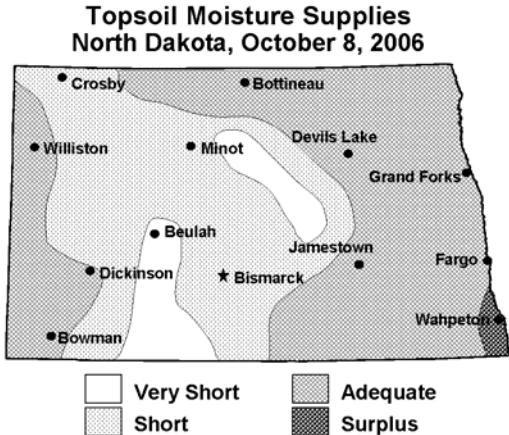 Topsoil Moisture Supplies
North Dakota, October 8, 2006
Crosby
Bottineau
Williston
Minot
Devils Lake
Grand Forks
Beulah
Jamestown
Dickinson
Bismarck
Fargo
Wahpeton
Bowman
Very Short
Adequate
Short
Surplus